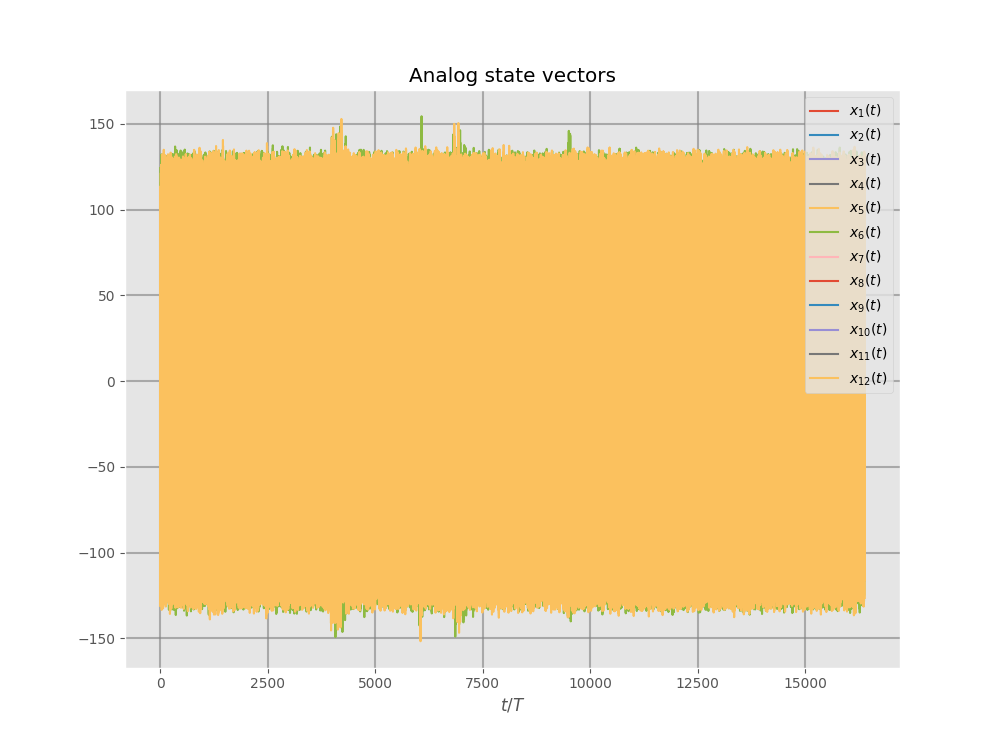 Analog state vectors
150
100
50
0
−50
−100
−150
0 2500 5000 7500 10000 12500 15000
t/T
x₁(t)
x₂(t)
x₃(t)
x₄(t)
x₅(t)
x₆(t)
x₇(t)
x₈(t)
x₉(t)
x₁₀(t)
x₁₁(t)
x₁₂(t)